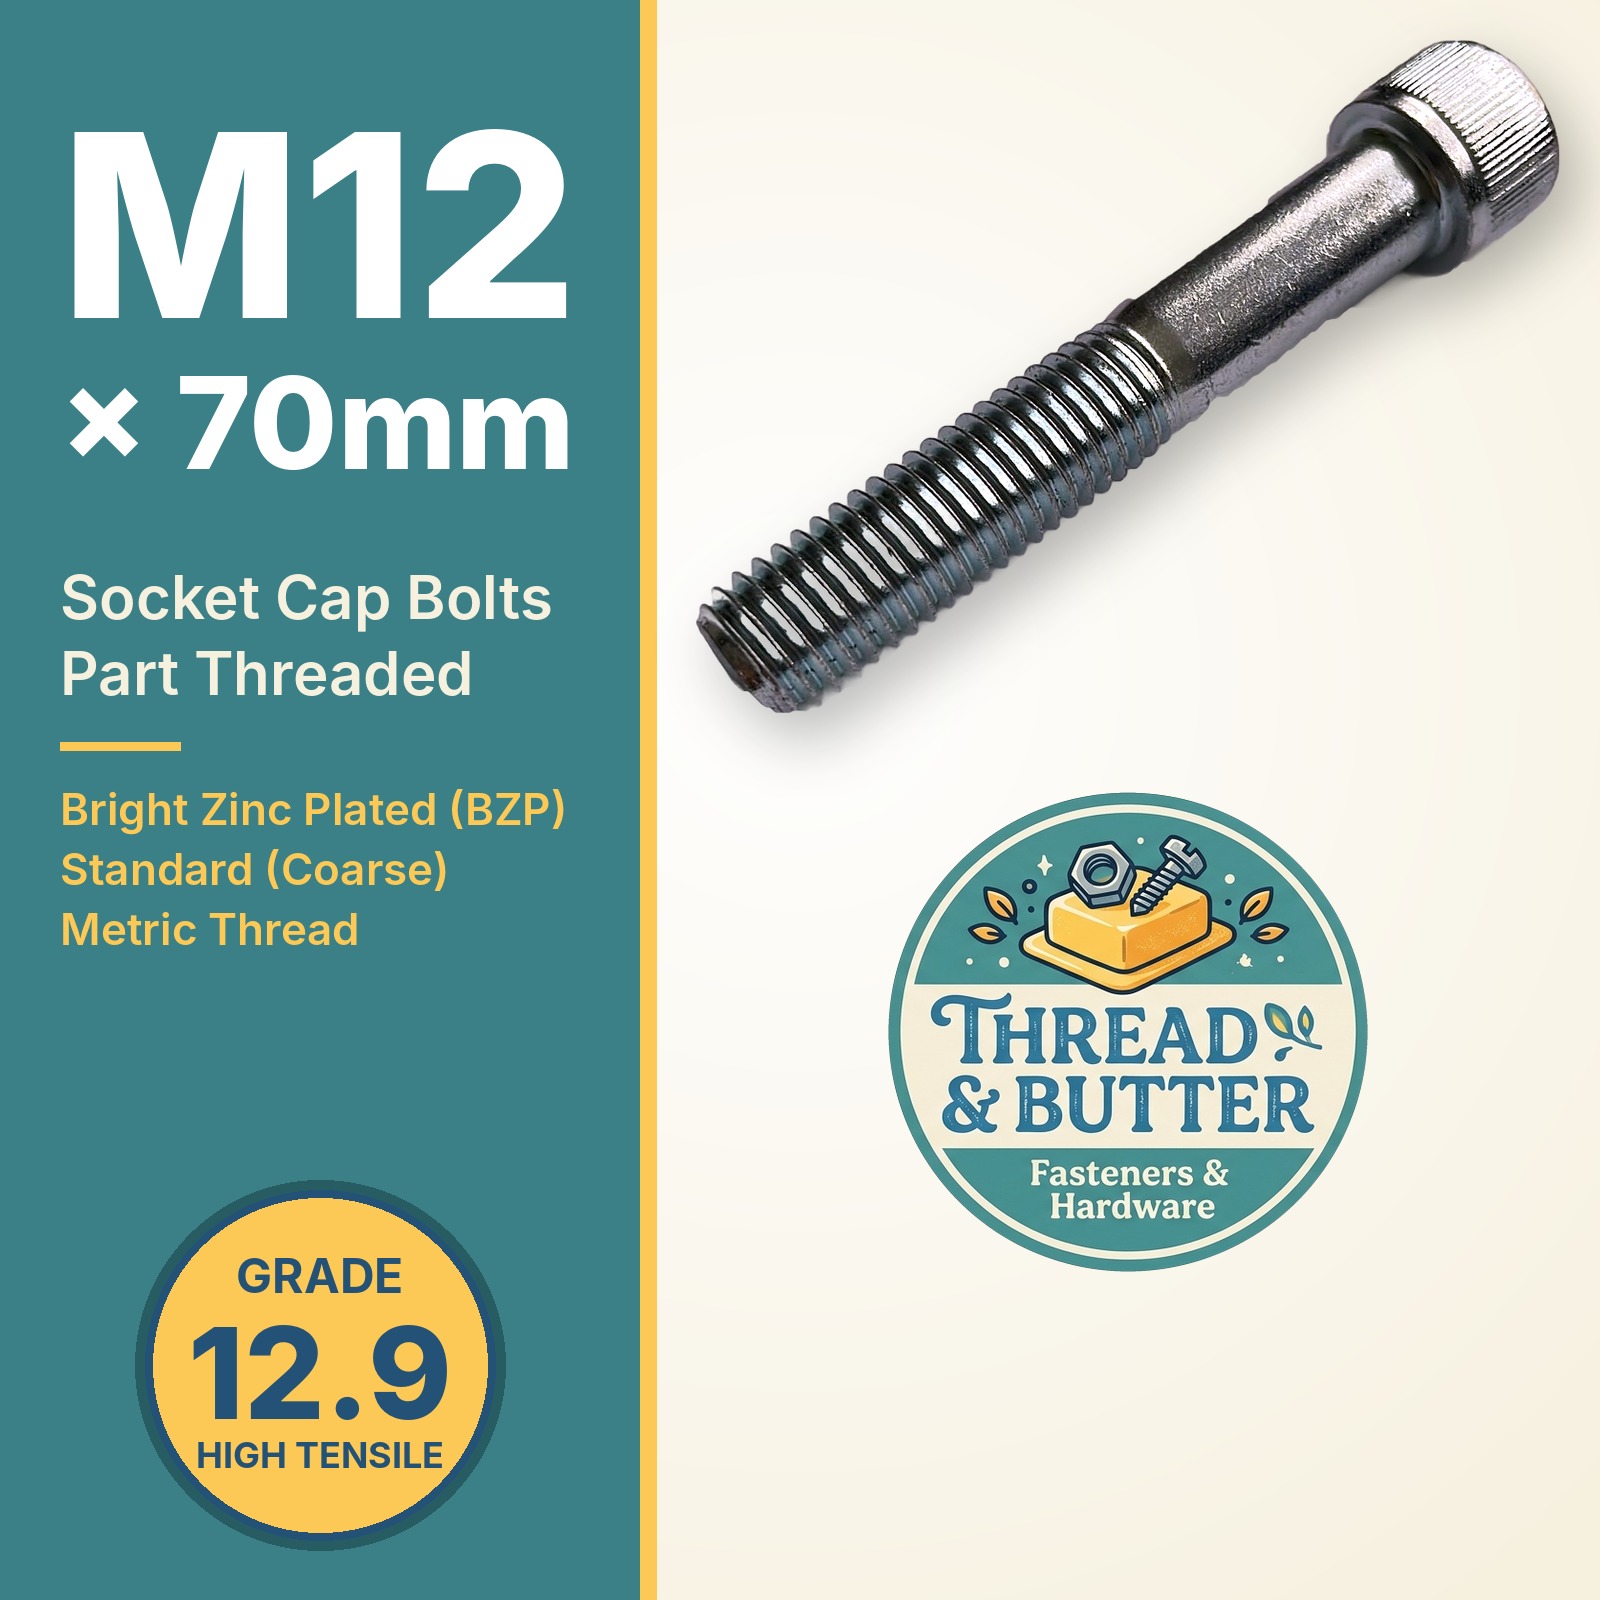 M12
× 70mm
Socket Cap Bolts
Part Threaded
Bright Zinc Plated (BZP)
Standard (Coarse)
Metric Thread
GRADE
12.9
HIGH TENSILE
THREAD
& BUTTER
Fasteners &
Hardware